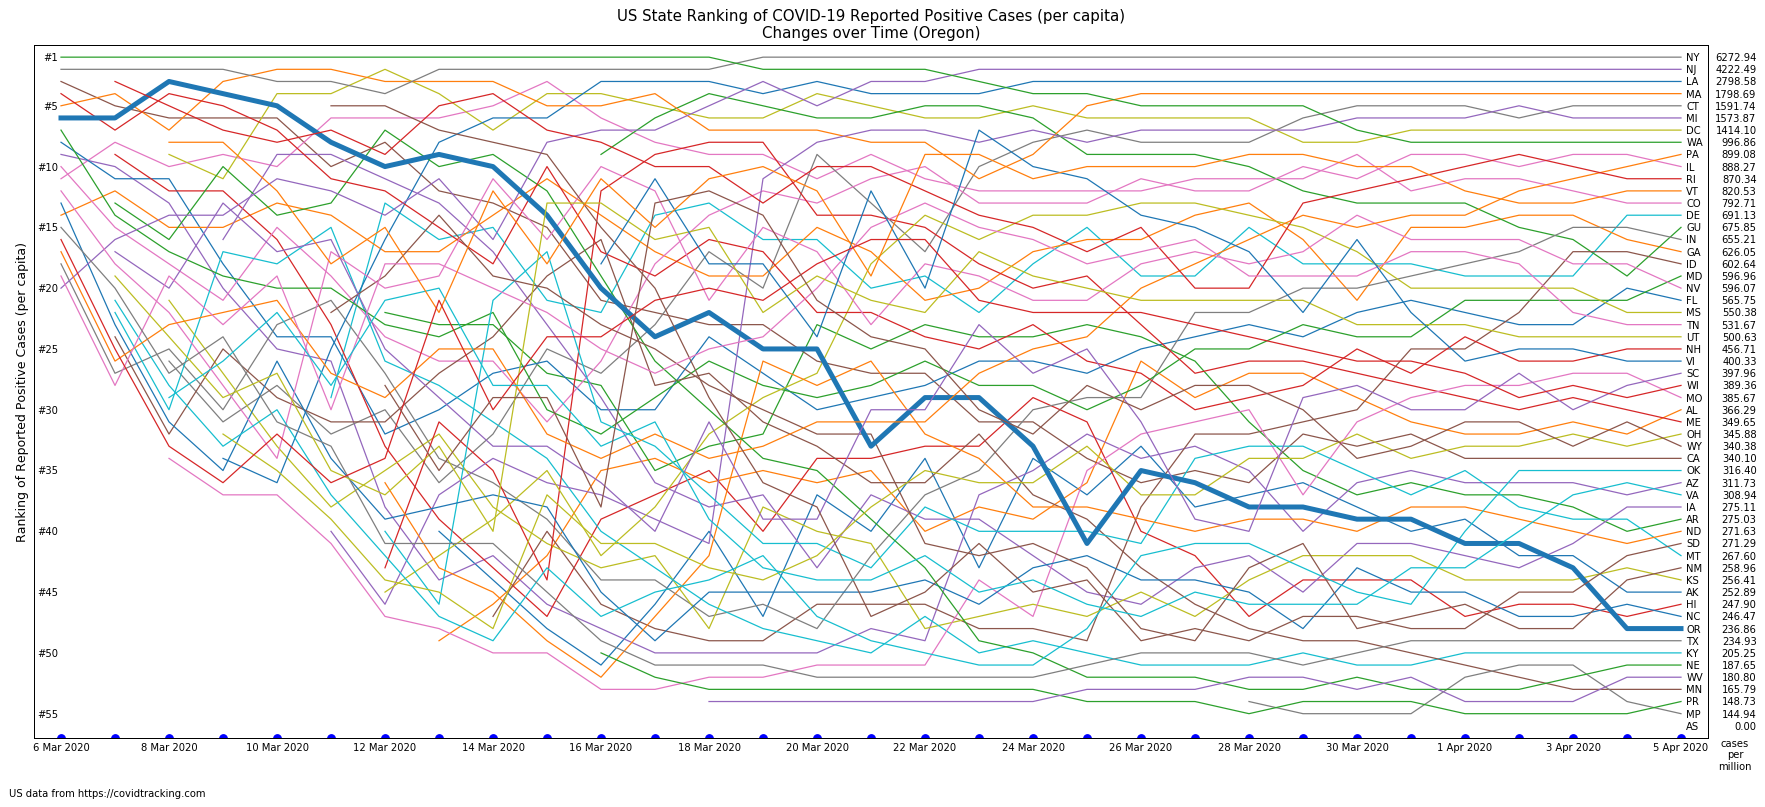 US State Ranking of COVID-19 Reported Positive Cases (per capita)
Changes over Time (Oregon)
Ranking of Reported Positive Cases (per capita)
#1
#5
#10
#15
#20
#25
#30
#35
#40
#45
#50
#55
NY 6272.94
NJ 4222.49
LA 2798.58
MA 1798.69
CT 1591.74
MI 1573.87
DC 1414.10
WA 996.86
PA 899.08
IL 888.27
RI 870.34
VT 820.53
CO 792.71
DE 691.13
GU 675.85
IN 655.21
GA 626.05
ID 602.64
MD 596.96
NV 596.07
FL 565.75
MS 550.38
TN 531.67
UT 500.63
NH 456.71
VI 400.33
SC 397.96
WI 389.36
MO 385.67
AL 366.29
ME 349.65
OH 345.88
WY 340.38
CA 340.10
OK 316.40
AZ 311.73
VA 308.94
IA 275.11
AR 275.03
ND 271.63
SD 271.29
MT 267.60
NM 258.96
KS 256.41
AK 252.89
HI 247.90
NC 246.47
OR 236.86
TX 234.93
KY 205.25
NE 187.65
WV 180.80
MN 165.79
PR 148.73
MP 144.94
AS 0.00
6 Mar 2020 8 Mar 2020 10 Mar 2020 12 Mar 2020 14 Mar 2020 16 Mar 2020 18 Mar 2020 20 Mar 2020 22 Mar 2020 24 Mar 2020 26 Mar 2020 28 Mar 2020 30 Mar 2020 1 Apr 2020 3 Apr 2020 5 Apr 2020
cases
per
million
US data from https://covidtracking.com